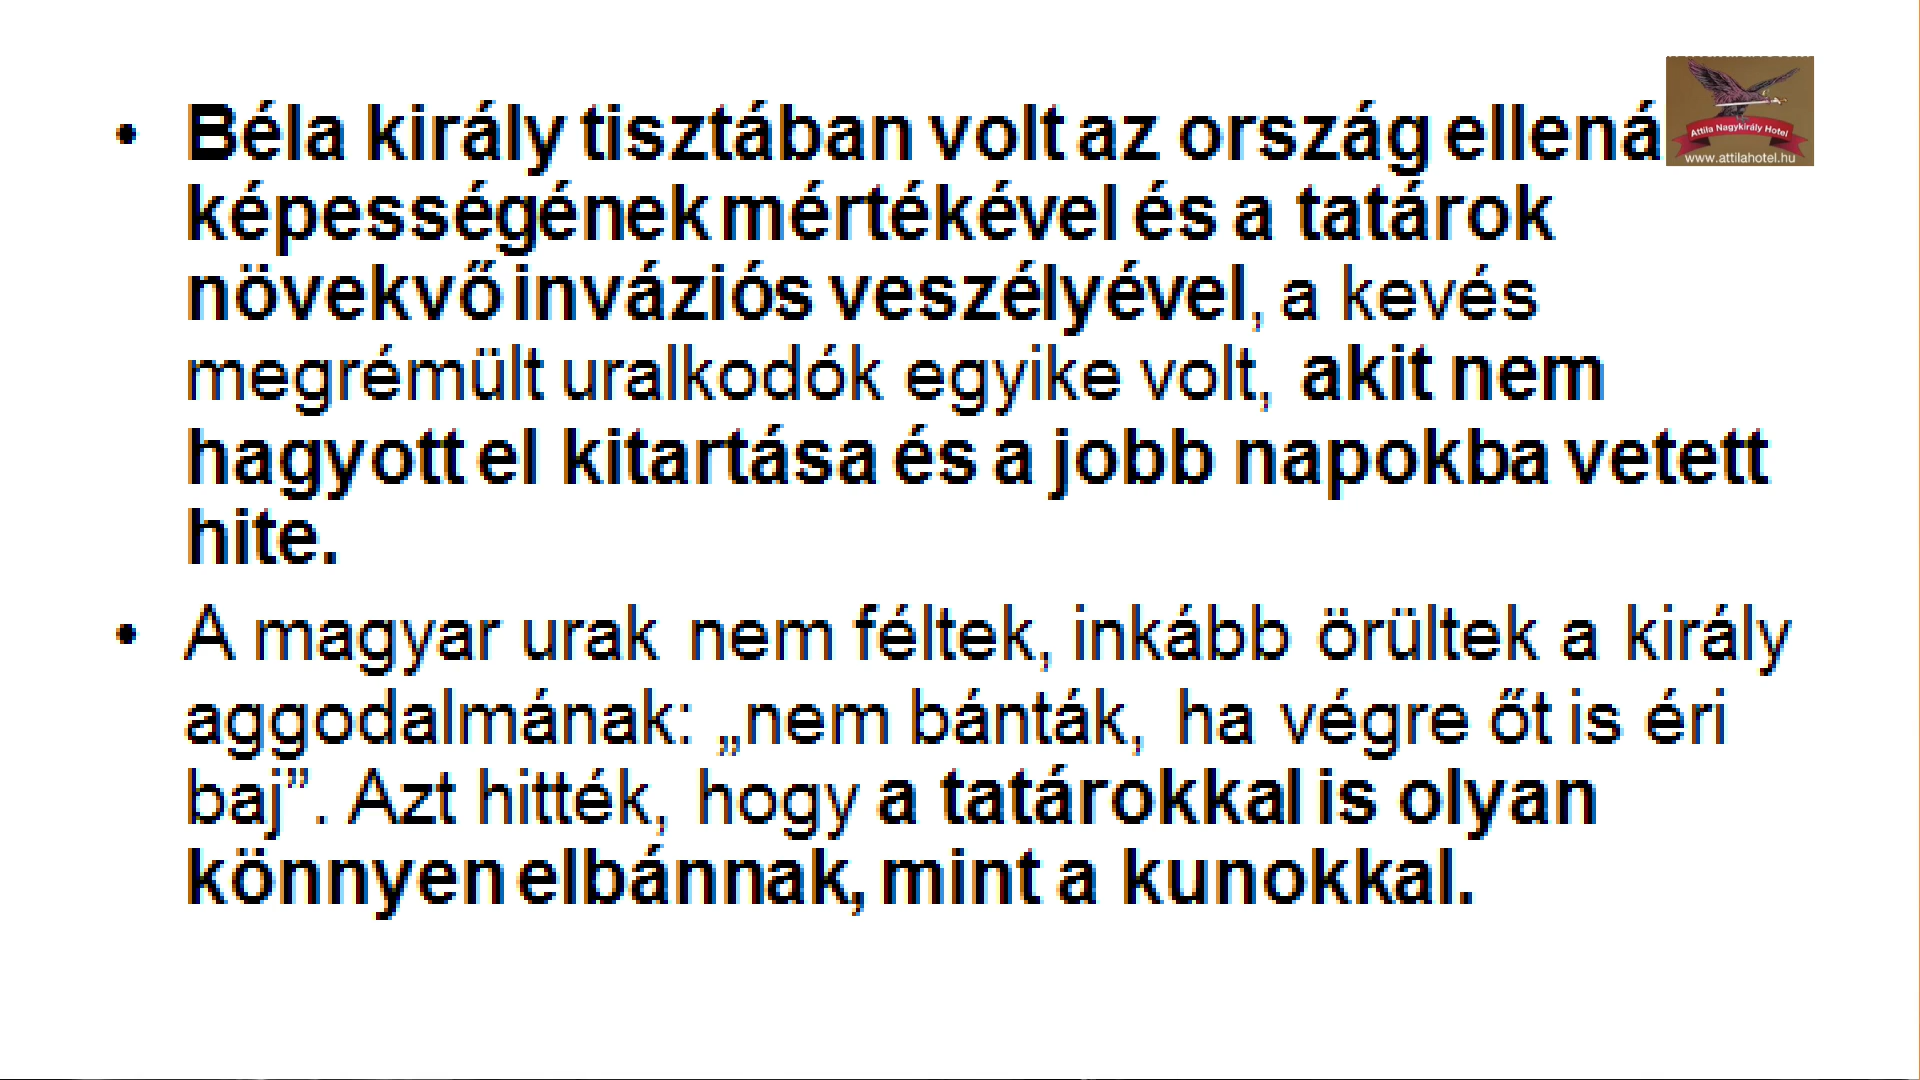 • Béla király tisztában volt az ország
képességének mértékével és a tatárok
növekvő inváziós veszélyével, a kevés
megrémült uralkodók egyike volt, akit nem
hagyott el kitartása és a jobb napokba vetett
hite.
• A magyar urak nem féltek, inkább örültek a király
aggodalmának: „nem bánták, ha végre őt is éri
baj”. Azt hitték, hogy a tatárokkal is olyan
könnyen elbánnak, mint a kunokkal.
Attila Nagykirály Hotel
www.attilahotel.hu